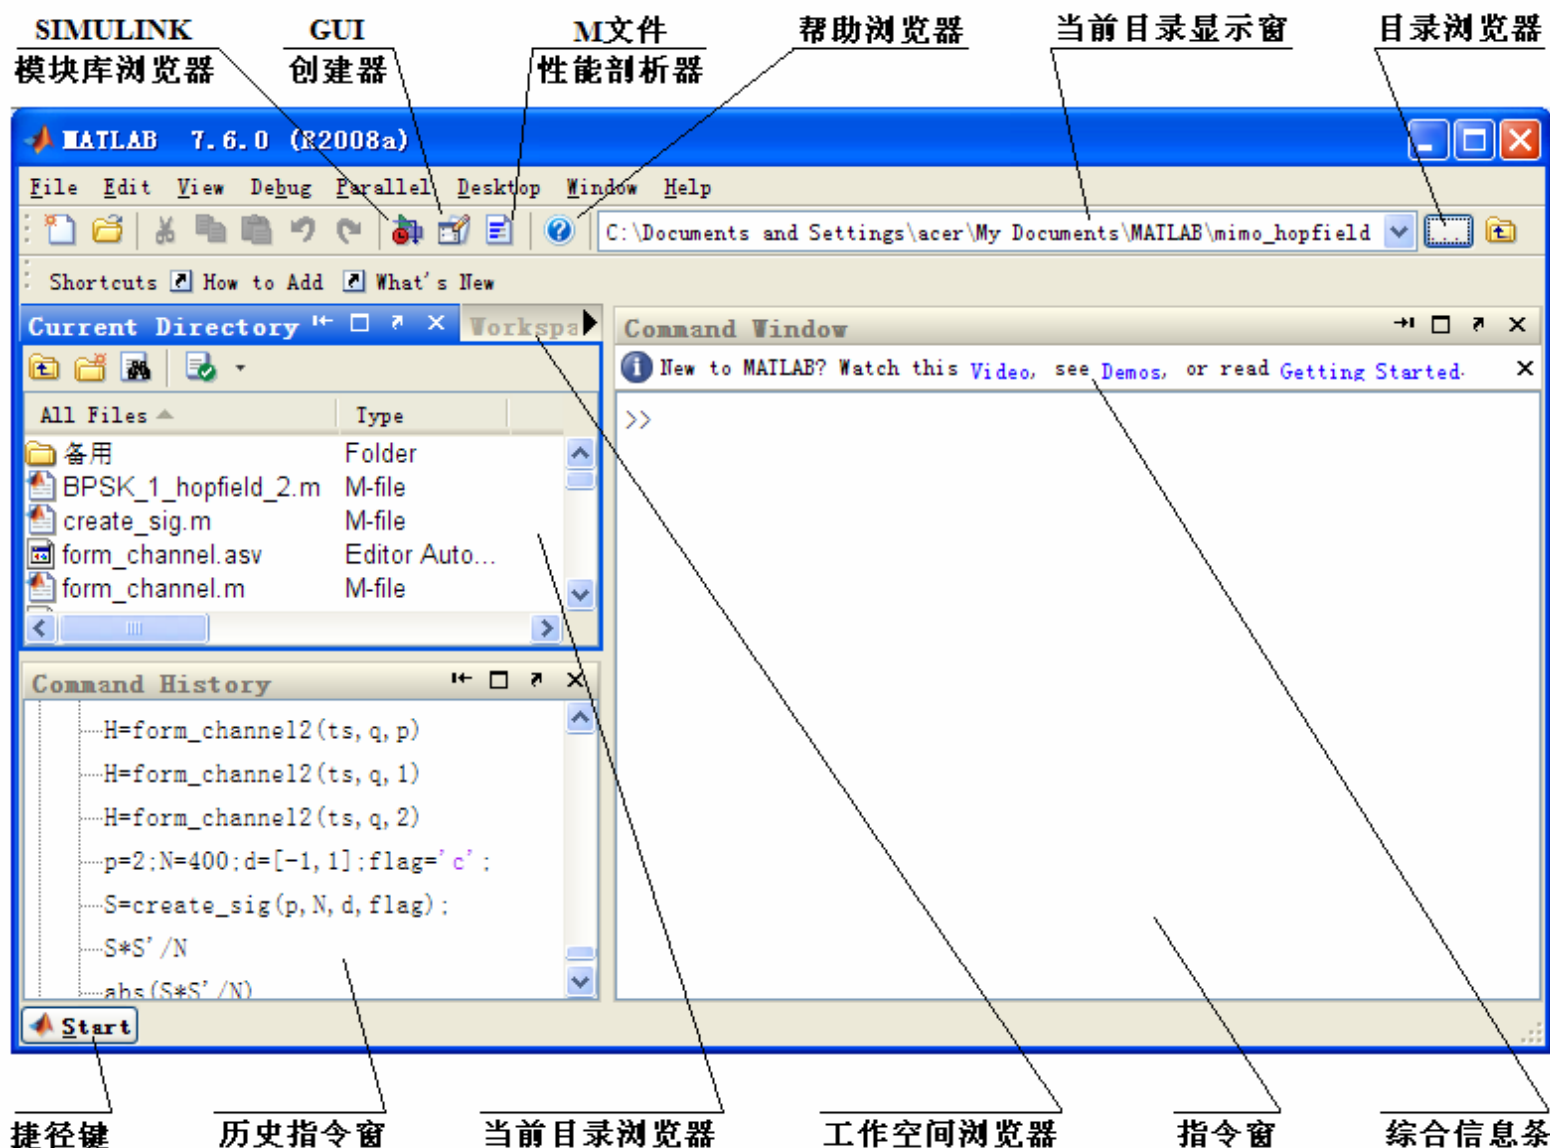 SIMULINK
模块库浏览器
GUI
创建器
M文件
性能剖析器
帮助浏览器
当前目录显示窗
目录浏览器
MATLAB 7.6.0 (R2008a)
File Edit View Debug Parallel Desktop Window Help
C:\Documents and Settings\acer\My Documents\MATLAB\mimo_hopfield
...
Shortcuts How to Add What's New
Current Directory
Workspa
All Files Type
备用 Folder
BPSK_1_hopfield_2.m M-file
create_sig.m M-file
form_channel.asv Editor Auto...
form_channel.m M-file
Command History
H=form_channel2(ts,q,p)
H=form_channel2(ts,q,1)
H=form_channel2(ts,q,2)
p=2;N=400;d=[-1,1];flag='c';
S=create_sig(p,N,d,flag);
S*S'/N
abs(S*S'/N)
Command Window
New to MATLAB? Watch this Video, see Demos, or read Getting Started.
>>
Start
捷径键
历史指令窗
当前目录浏览器
工作空间浏览器
指令窗
综合信息条